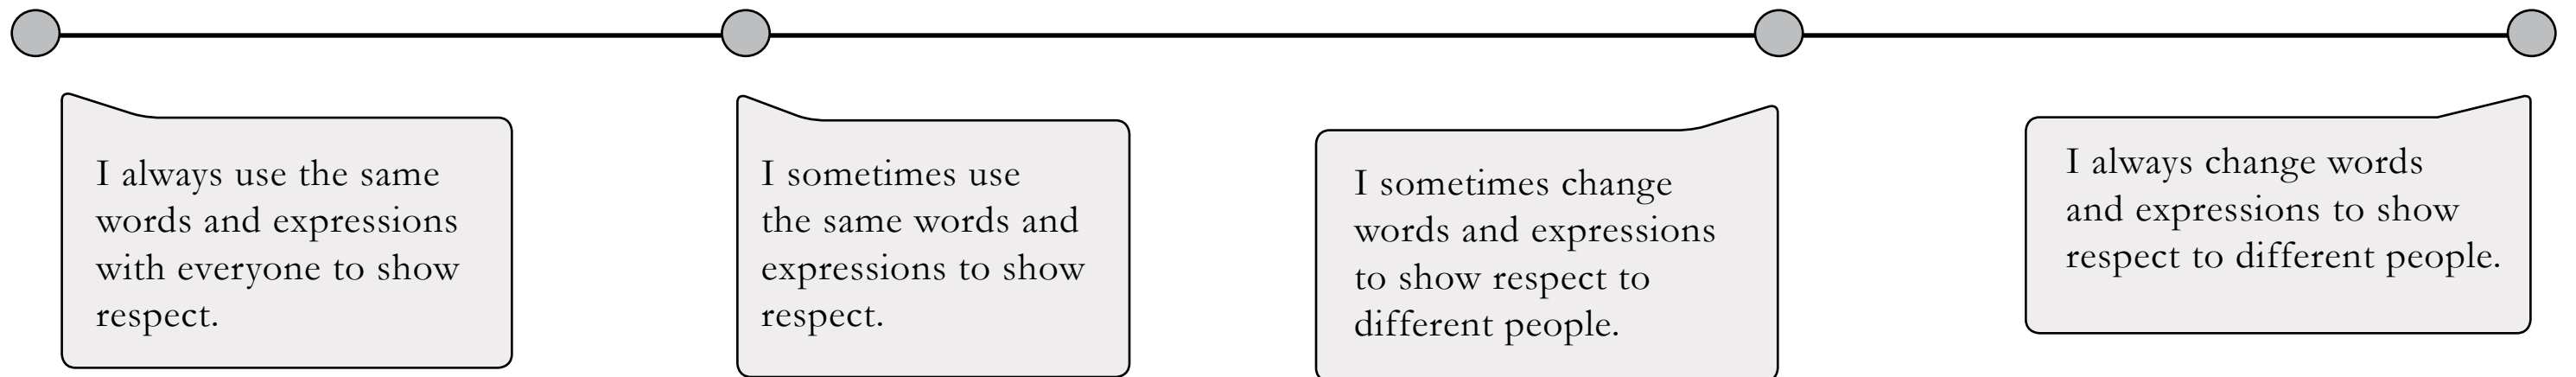 I always use the same
words and expressions
with everyone to show
respect.
I sometimes use
the same words and
expressions to show
respect.
I sometimes change
words and expressions
to show respect to
different people.
I always change words
and expressions to show
respect to different people.